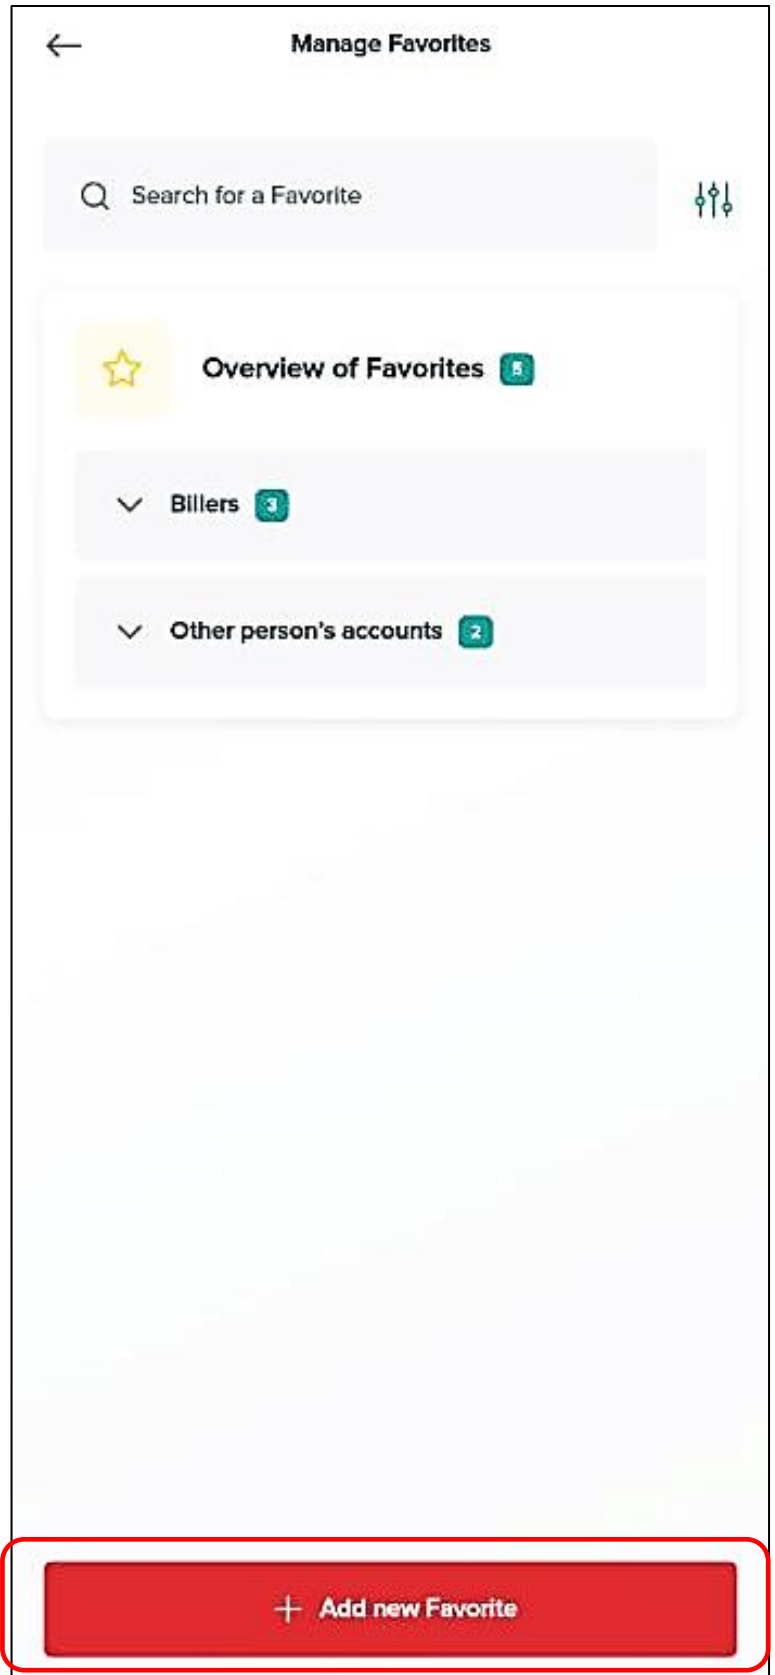 Manage Favorites
Search for a Favorite
Overview of Favorites 5
Billers 3
Other person's accounts 2
+ Add new Favorite